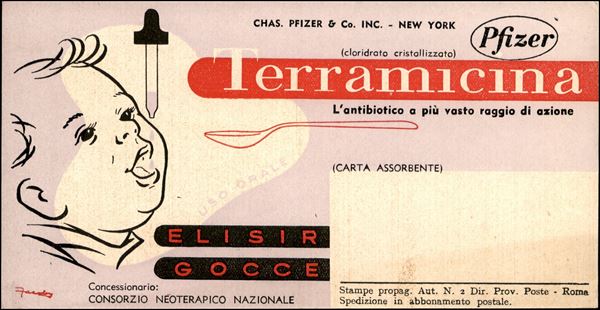 CHAS. PFIZER & Co. INC. - NEW YORK
Pfizer
(cloridrato cristallizzato)
Terramicina
L'antibiotico a più vasto raggio di azione
(CARTA ASSORBENTE)
USO ORALE
ELISIR
GOCCE
Concessionario:
CONSORZIO NEOTERAPICO NAZIONALE
Stampe propag. Aut. N. 2 Dir. Prov. Poste - Roma
Spedizione in abbonamento postale.